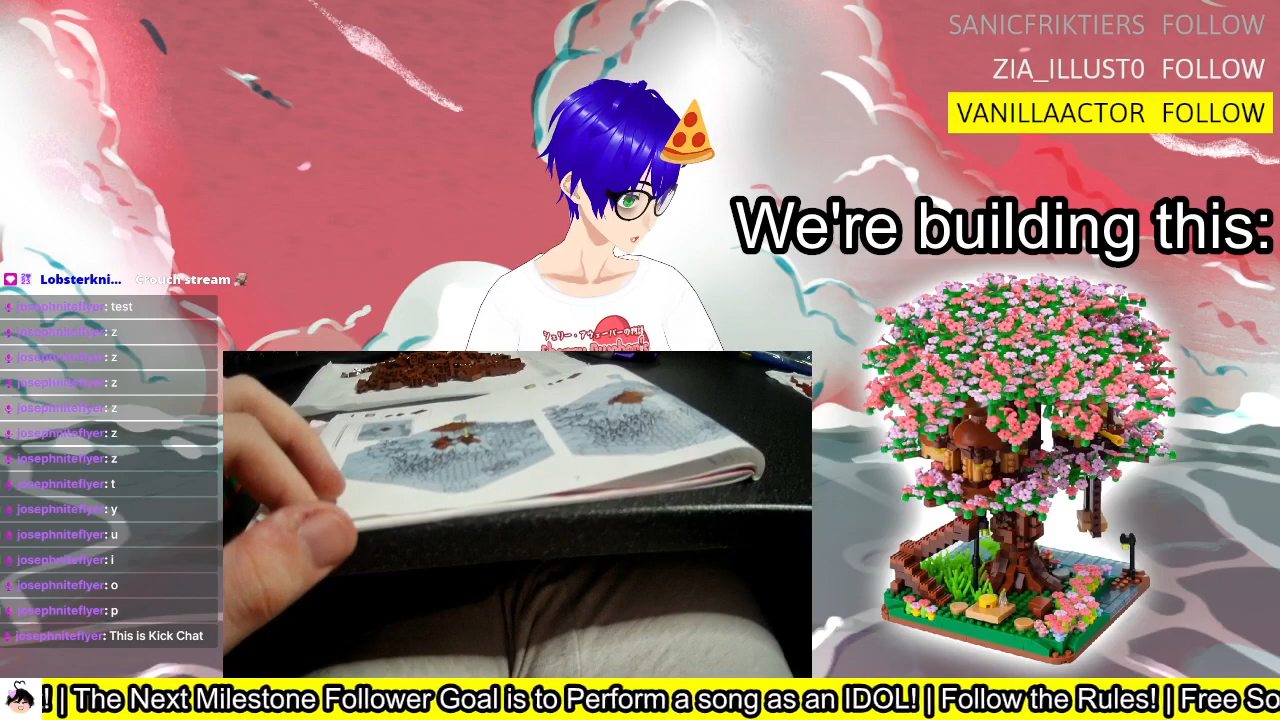 SANICFRIKTIERS FOLLOW
ZIA_ILLUST0 FOLLOW
VANILLAACTOR FOLLOW
We're building this:
Lobsterkni... Crouch stream
josephniteflyer: test
josephniteflyer: z
josephniteflyer: z
josephniteflyer: z
josephniteflyer: z
josephniteflyer: z
josephniteflyer: z
josephniteflyer: t
josephniteflyer: y
josephniteflyer: u
josephniteflyer: i
josephniteflyer: o
josephniteflyer: p
josephniteflyer: This is Kick Chat
! | The Next Milestone Follower Goal is to Perform a song as an IDOL! | Follow the Rules! | Free So